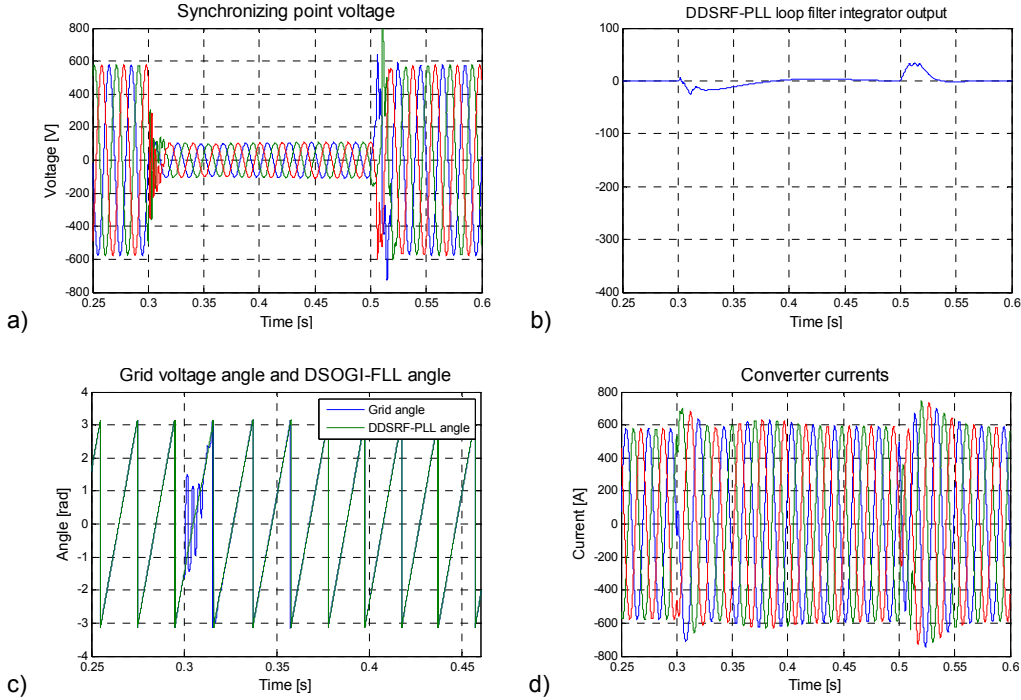 Synchronizing point voltage
Voltage [V]
800
600
400
200
0
-200
-400
-600
-800
0.25 0.3 0.35 0.4 0.45 0.5 0.55 0.6
Time [s]
a)
DDSRF-PLL loop filter integrator output
100
0
-100
-200
-300
-400
0.25 0.3 0.35 0.4 0.45 0.5 0.55 0.6
Time [s]
b)
Grid voltage angle and DSOGI-FLL angle
Angle [rad]
4
3
2
1
0
-1
-2
-3
-4
Grid angle
DDSRF-PLL angle
0.25 0.3 0.35 0.4 0.45
Time [s]
c)
Converter currents
Current [A]
800
600
400
200
0
-200
-400
-600
-800
0.25 0.3 0.35 0.4 0.45 0.5 0.55 0.6
Time [s]
d)